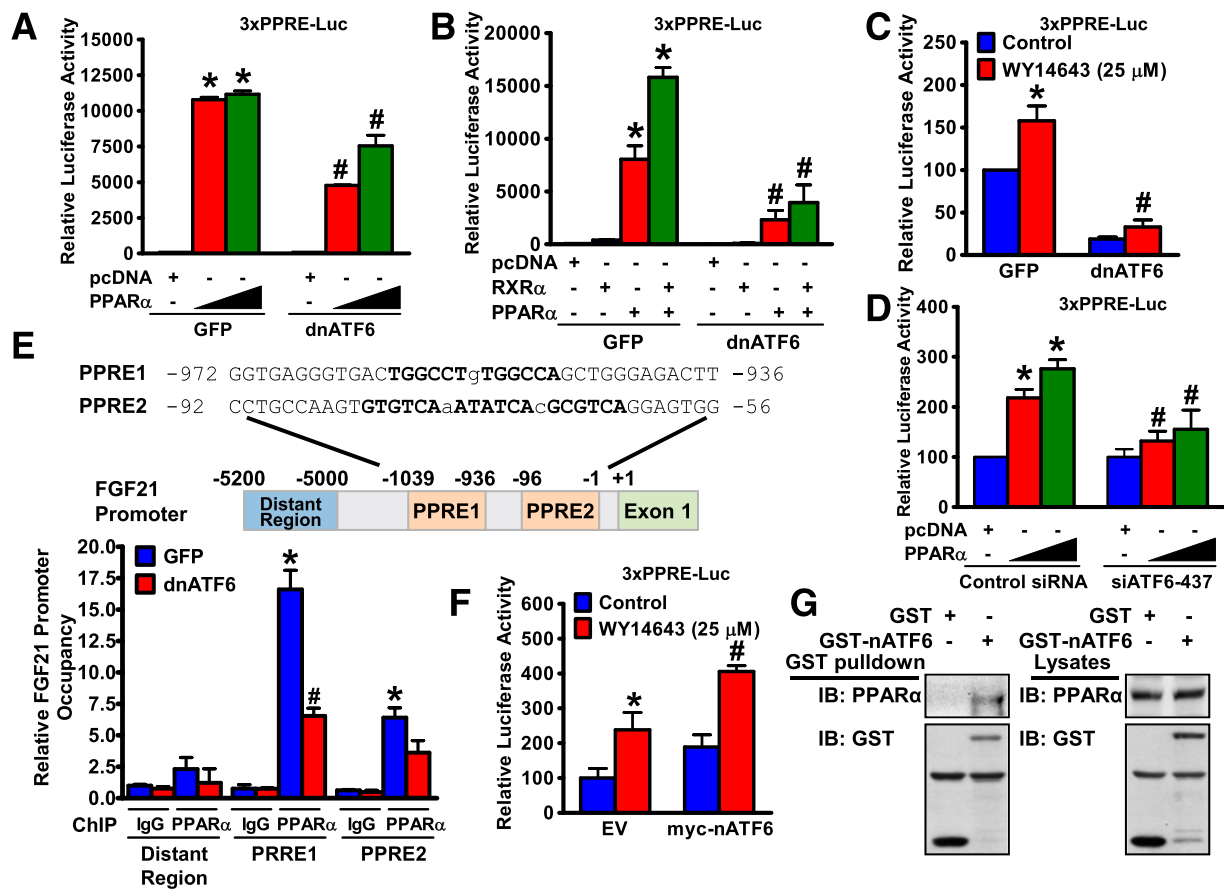 A
3xPPRE-Luc
Relative Luciferase Activity
15000
12500
10000
7500
5000
2500
0
* * # #
pcDNA + - - + - -
PPARα - -
GFP dnATF6
B
3xPPRE-Luc
Relative Luciferase Activity
20000
15000
10000
5000
0
* * # #
pcDNA + - - - + - - -
RXRα - + - + - + - +
PPARα - - + + - - + +
GFP dnATF6
C
3xPPRE-Luc
Relative Luciferase Activity
250
200
150
100
50
0
Control
WY14643 (25 µM)
* #
GFP dnATF6
D
3xPPRE-Luc
Relative Luciferase Activity
400
300
200
100
0
* * # #
pcDNA + - - + - -
PPARα - -
Control siRNA siATF6-437
E
PPRE1 -972 GGTGAGGGTGACTGGCCTgTGGCCAGCTGGGAGACTT -936
PPRE2 -92 CCTGCCAAGTGTGTCAaATATCAcGCGTCAGGAGTGG -56
-5200 -5000 -1039 -936 -96 -1 +1
FGF21
Promoter
Distant
Region
PPRE1 PPRE2 Exon 1
Relative FGF21 Promoter
Occupancy
20.0
17.5
15.0
12.5
10.0
7.5
5.0
2.5
0.0
GFP
dnATF6
* # *
ChIP IgG PPARα IgG PPARα IgG PPARα
Distant
Region
PRRE1 PPRE2
F
3xPPRE-Luc
Relative Luciferase Activity
600
500
400
300
200
100
0
Control
WY14643 (25 µM)
* #
EV myc-nATF6
G
GST + - GST + -
GST-nATF6 - + GST-nATF6 - +
GST pulldown Lysates
IB: PPARα IB: PPARα
IB: GST IB: GST